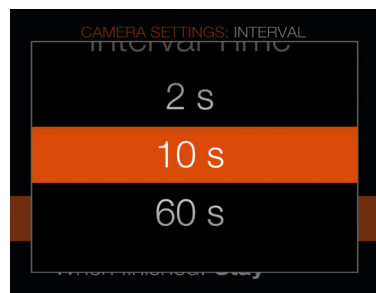 CAMERA SETTINGS: INTERVAL
Interval Time
2 s
10 s
60 s
When finished: Stay